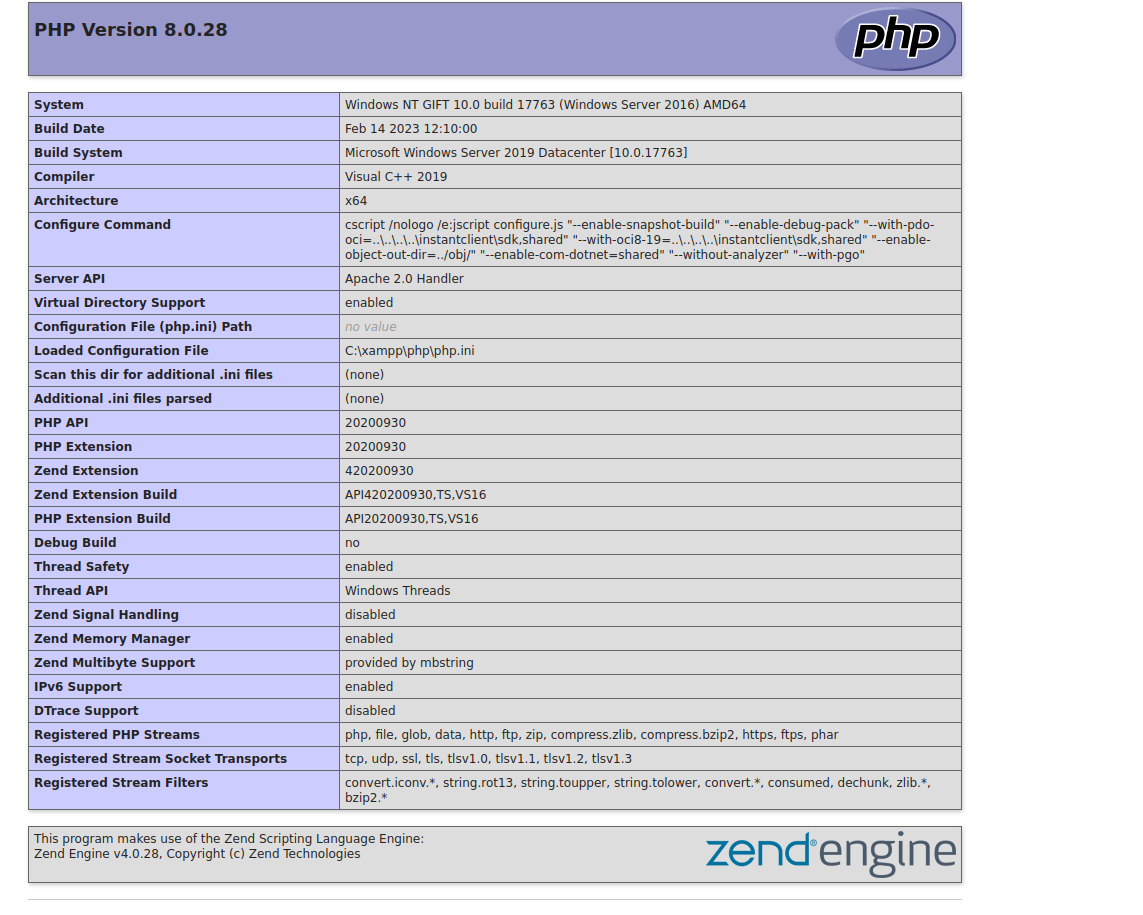 PHP Version 8.0.28
php
System Windows NT GIFT 10.0 build 17763 (Windows Server 2016) AMD64
Build Date Feb 14 2023 12:10:00
Build System Microsoft Windows Server 2019 Datacenter [10.0.17763]
Compiler Visual C++ 2019
Architecture x64
Configure Command cscript /nologo /e:jscript configure.js "--enable-snapshot-build" "--enable-debug-pack" "--with-pdo-
oci=..\..\..\..\instantclient\sdk,shared" "--with-oci8-19=..\..\..\..\instantclient\sdk,shared" "--enable-
object-out-dir=../obj/" "--enable-com-dotnet=shared" "--without-analyzer" "--with-pgo"
Server API Apache 2.0 Handler
Virtual Directory Support enabled
Configuration File (php.ini) Path no value
Loaded Configuration File C:\xampp\php\php.ini
Scan this dir for additional .ini files (none)
Additional .ini files parsed (none)
PHP API 20200930
PHP Extension 20200930
Zend Extension 420200930
Zend Extension Build API420200930,TS,VS16
PHP Extension Build API20200930,TS,VS16
Debug Build no
Thread Safety enabled
Thread API Windows Threads
Zend Signal Handling disabled
Zend Memory Manager enabled
Zend Multibyte Support provided by mbstring
IPv6 Support enabled
DTrace Support disabled
Registered PHP Streams php, file, glob, data, http, ftp, zip, compress.zlib, compress.bzip2, https, ftps, phar
Registered Stream Socket Transports tcp, udp, ssl, tls, tlsv1.0, tlsv1.1, tlsv1.2, tlsv1.3
Registered Stream Filters convert.iconv.*, string.rot13, string.toupper, string.tolower, convert.*, consumed, dechunk, zlib.*,
bzip2.*
This program makes use of the Zend Scripting Language Engine:
Zend Engine v4.0.28, Copyright (c) Zend Technologies
zend®engine